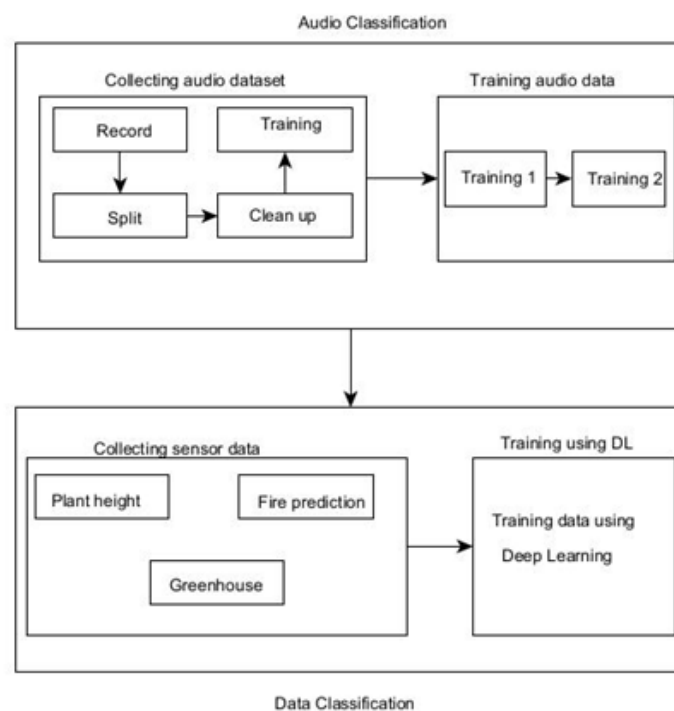 Audio Classification
Collecting audio dataset
Training audio data
Record
Training
Training 1
Training 2
Split
Clean up
Collecting sensor data
Training using DL
Plant height
Fire prediction
Training data using
Deep Learning
Greenhouse
Data Classification